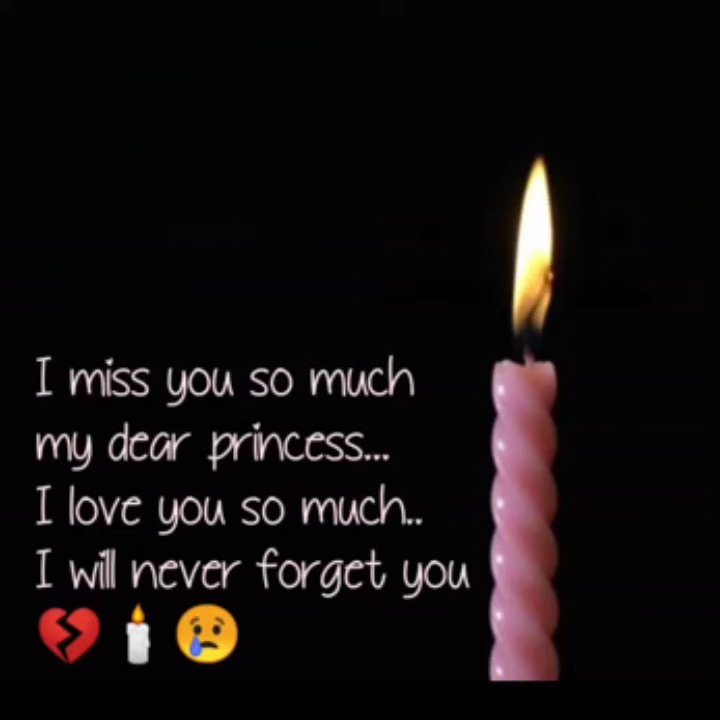 I miss you so much
my dear princess...
I love you so much..
I will never forget you
💔🕯️😢